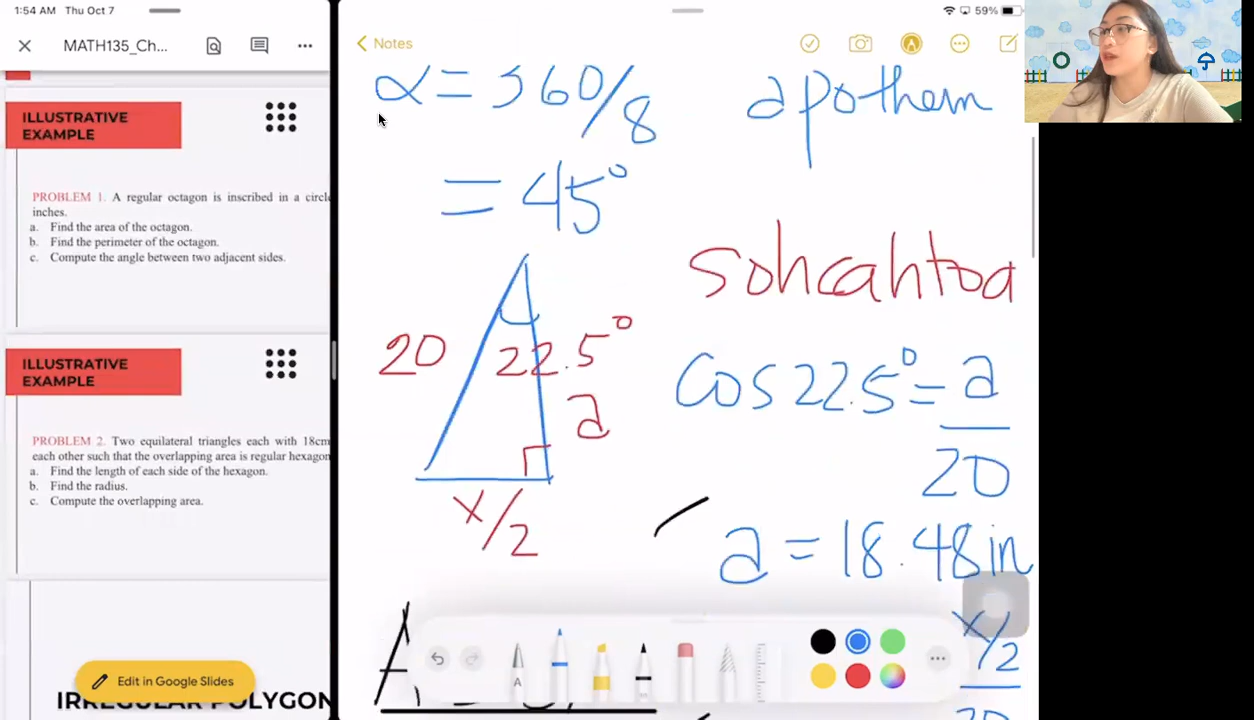 1:54 AM Thu Oct 7
MATH135_Ch...
ILLUSTRATIVE
EXAMPLE
PROBLEM 1. A regular octagon is inscribed in a circl
inches.
a. Find the area of the octagon.
b. Find the perimeter of the octagon.
c. Compute the angle between two adjacent sides.
ILLUSTRATIVE
EXAMPLE
PROBLEM 2. Two equilateral triangles each with 18cm
each other such that the overlapping area is regular hexagon
a. Find the length of each side of the hexagon.
b. Find the radius.
c. Compute the overlapping area.
Edit in Google Slides
IRREGULAR POLYGON
59%
Notes
α = 360/8
= 45°
20
22.5°
a
x/2
A
apothem
sohcahtoa
cos 22.5° = a
20
a = 18.48in
x/2
20
A